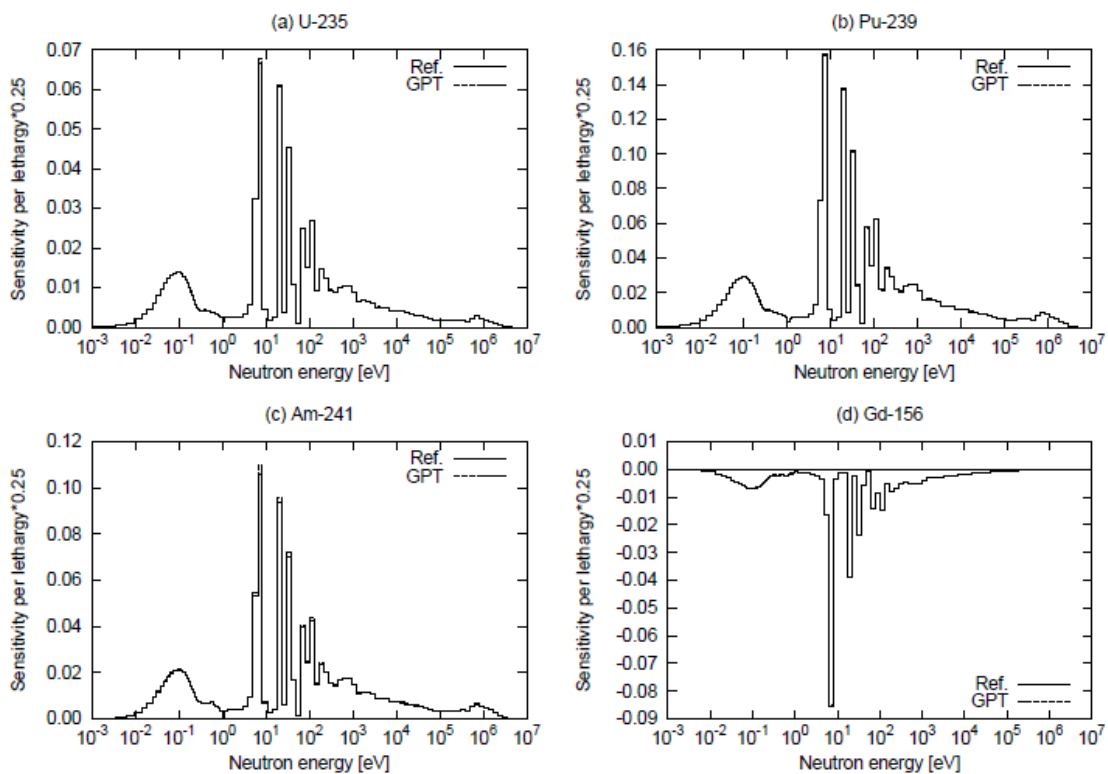 (a) U-235
Sensitivity per lethargy*0.25
0.07
0.06
0.05
0.04
0.03
0.02
0.01
0.00
Ref.
GPT
10-3 10-2 10-1 100 101 102 103 104 105 106 107
Neutron energy [eV]
(b) Pu-239
Sensitivity per lethargy*0.25
0.16
0.14
0.12
0.10
0.08
0.06
0.04
0.02
0.00
Ref.
GPT
10-3 10-2 10-1 100 101 102 103 104 105 106 107
Neutron energy [eV]
(c) Am-241
Sensitivity per lethargy*0.25
0.12
0.10
0.08
0.06
0.04
0.02
0.00
Ref.
GPT
10-3 10-2 10-1 100 101 102 103 104 105 106 107
Neutron energy [eV]
(d) Gd-156
Sensitivity per lethargy*0.25
0.01
0.00
-0.01
-0.02
-0.03
-0.04
-0.05
-0.06
-0.07
-0.08
-0.09
Ref.
GPT
10-3 10-2 10-1 100 101 102 103 104 105 106 107
Neutron energy [eV]